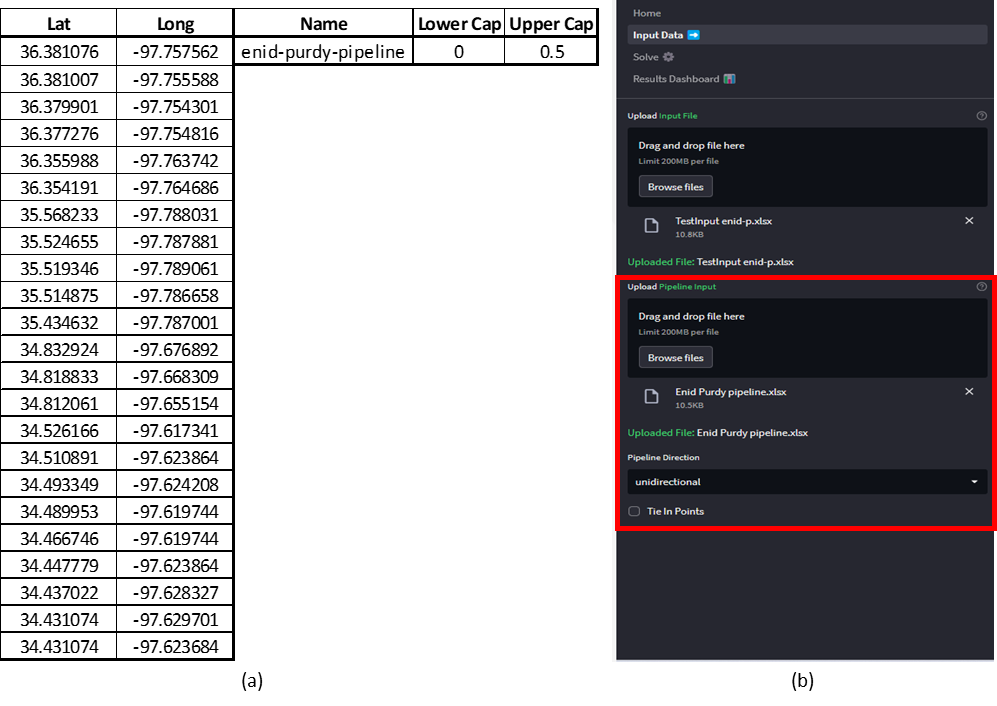 Lat Long Name Lower Cap Upper Cap
36.381076 -97.757562 enid-purdy-pipeline 0 0.5
36.381007 -97.755588
36.379901 -97.754301
36.377276 -97.754816
36.355988 -97.763742
36.354191 -97.764686
35.568233 -97.788031
35.524655 -97.787881
35.519346 -97.789061
35.514875 -97.786658
35.434632 -97.787001
34.832924 -97.676892
34.818833 -97.668309
34.812061 -97.655154
34.526166 -97.617341
34.510891 -97.623864
34.493349 -97.624208
34.489953 -97.619744
34.466746 -97.619744
34.447779 -97.623864
34.437022 -97.628327
34.431074 -97.629701
34.431074 -97.623684
(a)
Home
Input Data
Solve
Results Dashboard
Upload Input File
Drag and drop file here
Limit 200MB per file
Browse files
TestInput enid-p.xlsx
10.8KB
Uploaded File: TestInput enid-p.xlsx
Upload Pipeline Input
Drag and drop file here
Limit 200MB per file
Browse files
Enid Purdy pipeline.xlsx
10.5KB
Uploaded File: Enid Purdy pipeline.xlsx
Pipeline Direction
unidirectional
Tie In Points
(b)